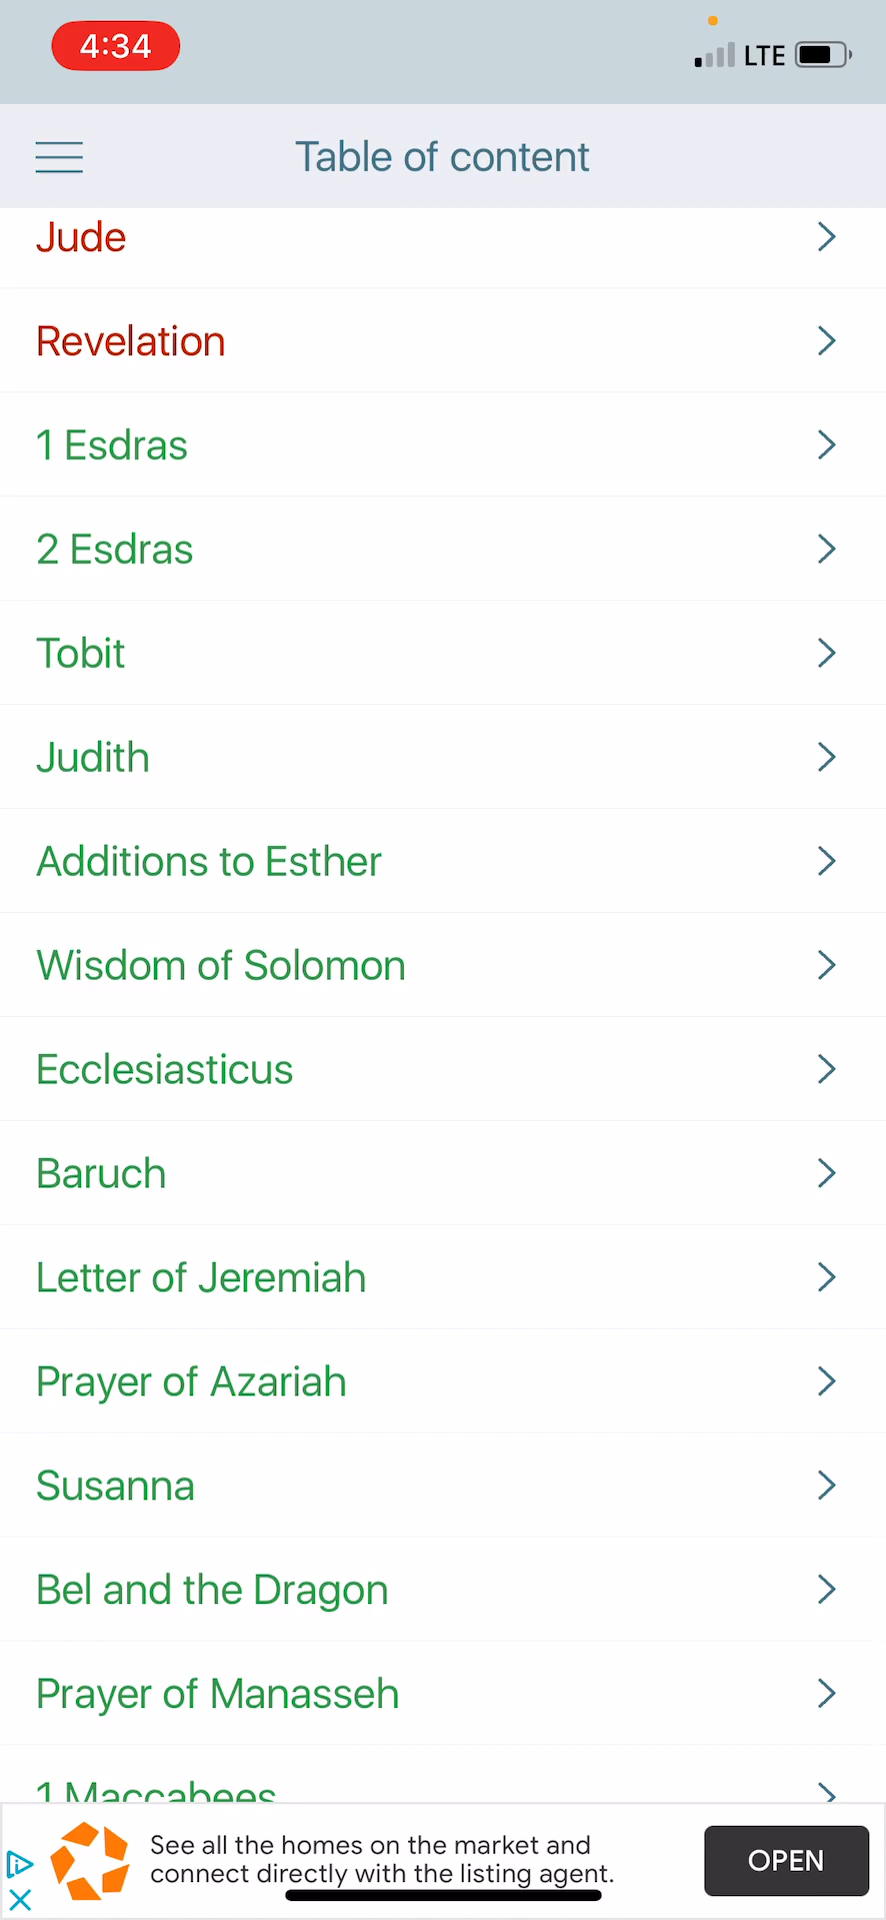 4:34
LTE
Table of content
Jude
Revelation
1 Esdras
2 Esdras
Tobit
Judith
Additions to Esther
Wisdom of Solomon
Ecclesiasticus
Baruch
Letter of Jeremiah
Prayer of Azariah
Susanna
Bel and the Dragon
Prayer of Manasseh
1 Maccabees
See all the homes on the market and
connect directly with the listing agent.
OPEN